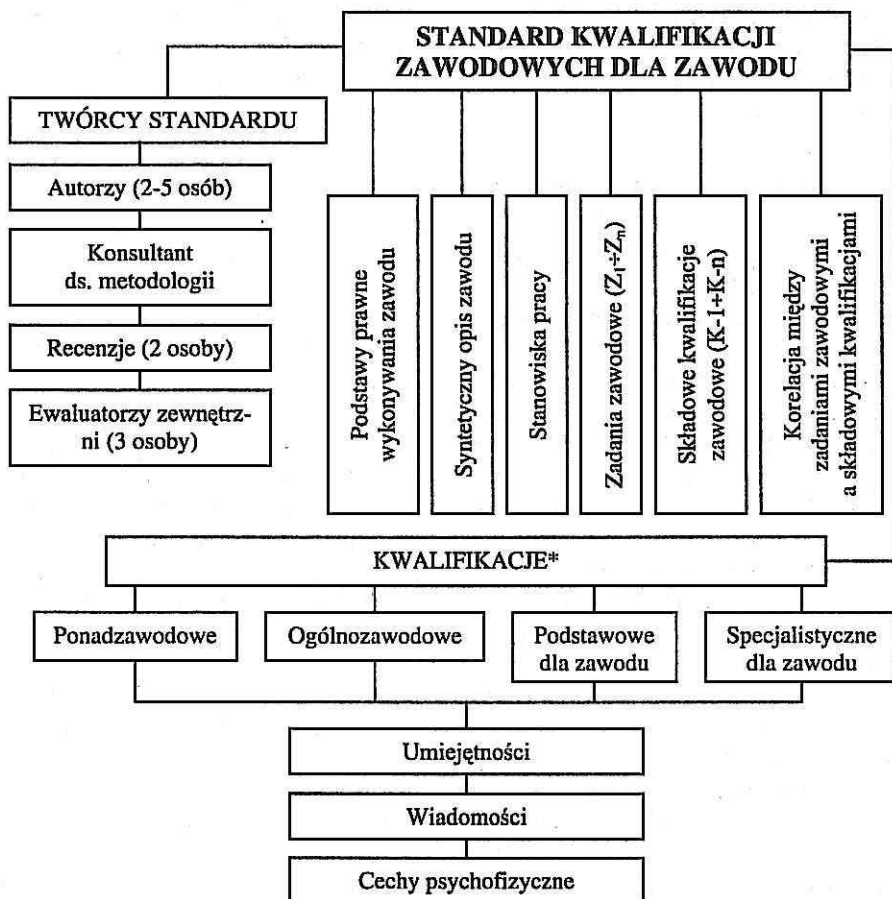 STANDARD KWALIFIKACJI
ZAWODOWYCH DLA ZAWODU
TWÓRCY STANDARDU
Autorzy (2-5 osób)
Konsultant
ds. metodologii
Recenzje (2 osoby)
Ewaluatorzy zewnętrz-
ni (3 osoby)
Podstawy prawne
wykonywania zawodu
Syntetyczny opis zawodu
Stanowiska pracy
Zadania zawodowe (Z₁÷Zₙ)
Składowe kwalifikacje
zawodowe (K-1+K-n)
Korelacja między
zadaniami zawodowymi
a składowymi kwalifikacjami
KWALIFIKACJE*
Ponadzawodowe
Ogólnozawodowe
Podstawowe
dla zawodu
Specjalistyczne
dla zawodu
Umiejętności
Wiadomości
Cechy psychofizyczne